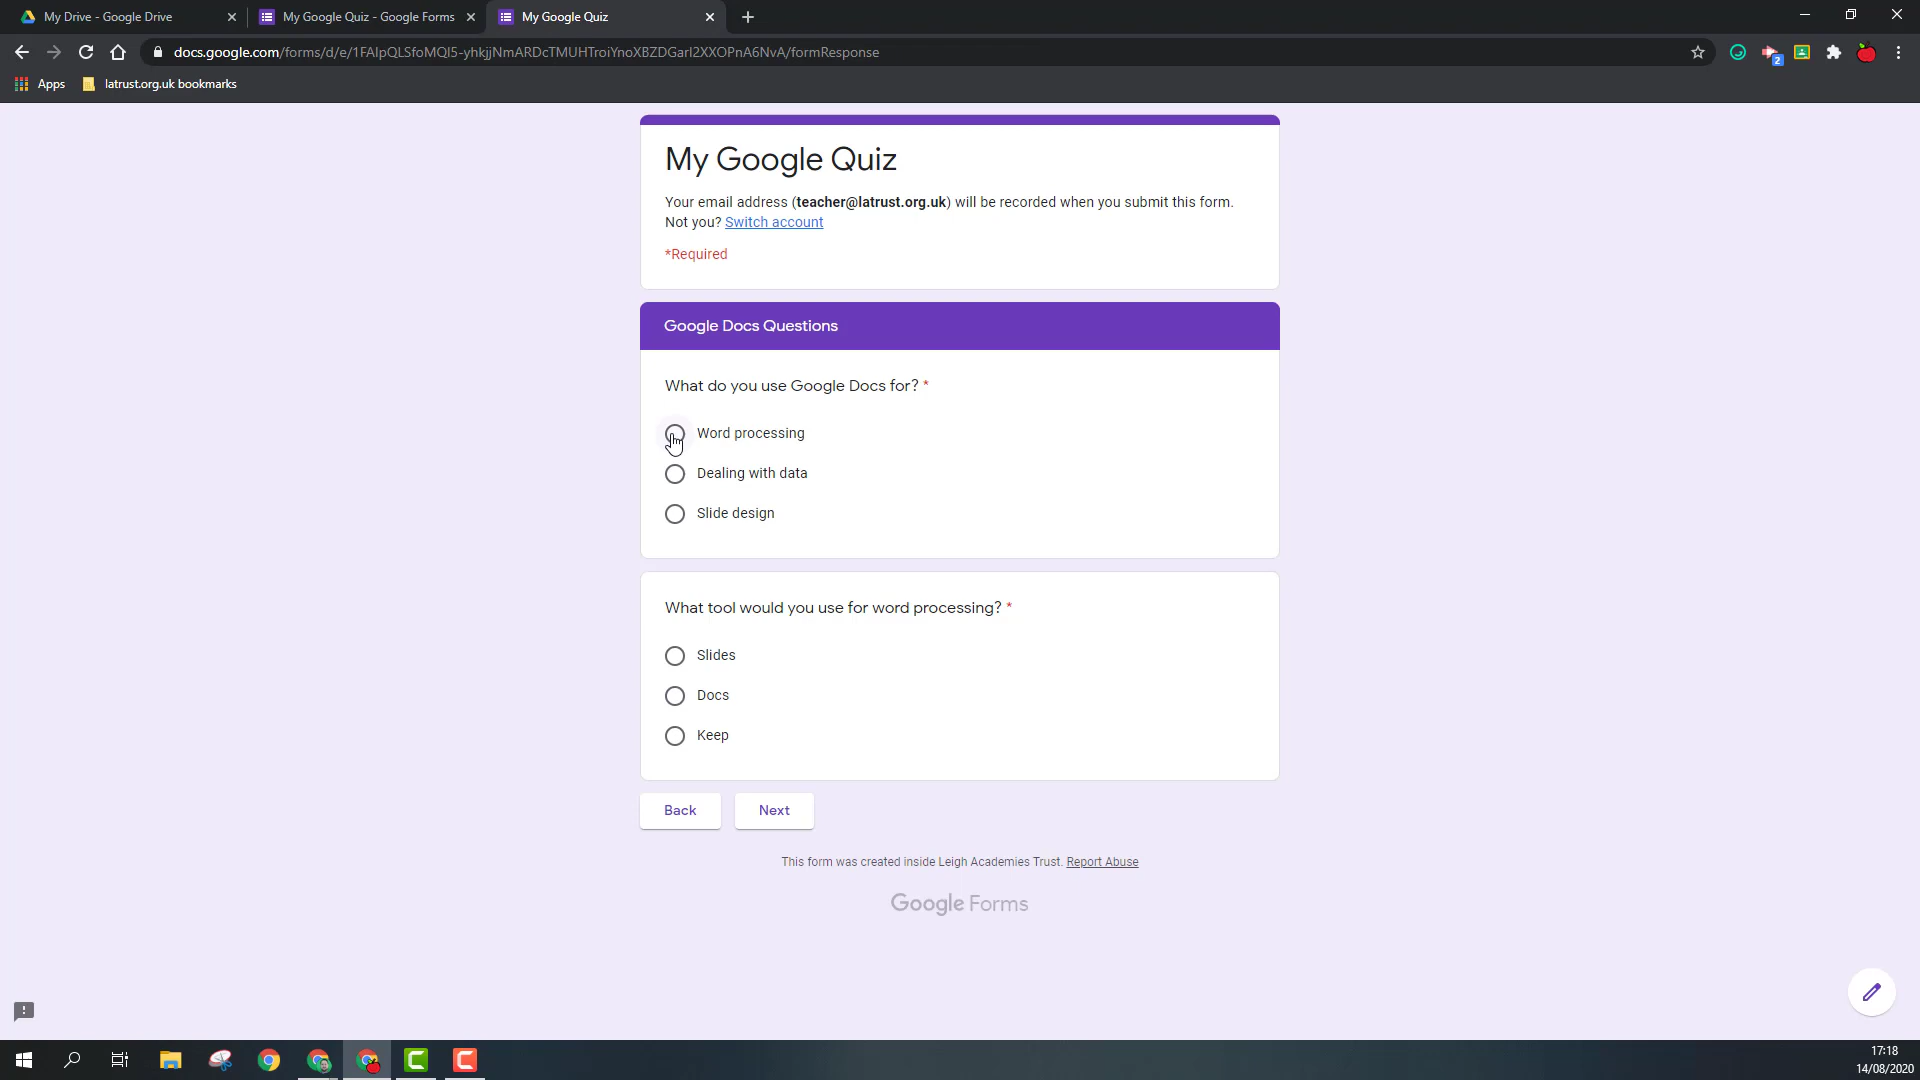 My Drive - Google Drive
My Google Quiz - Google Forms
My Google Quiz
docs.google.com/forms/d/e/1FAIpQLSfoMQI5-yhkjjNmARDcTMUHTroiYnoXBZDGarl2XXOPnA6NvA/formResponse
2
Apps
latrust.org.uk bookmarks
My Google Quiz
Your email address (teacher@latrust.org.uk) will be recorded when you submit this form.
Not you? Switch account
*Required
Google Docs Questions
What do you use Google Docs for? *
Word processing
Dealing with data
Slide design
What tool would you use for word processing? *
Slides
Docs
Keep
Back
Next
This form was created inside Leigh Academies Trust. Report Abuse
Google Forms
17:18
14/08/2020